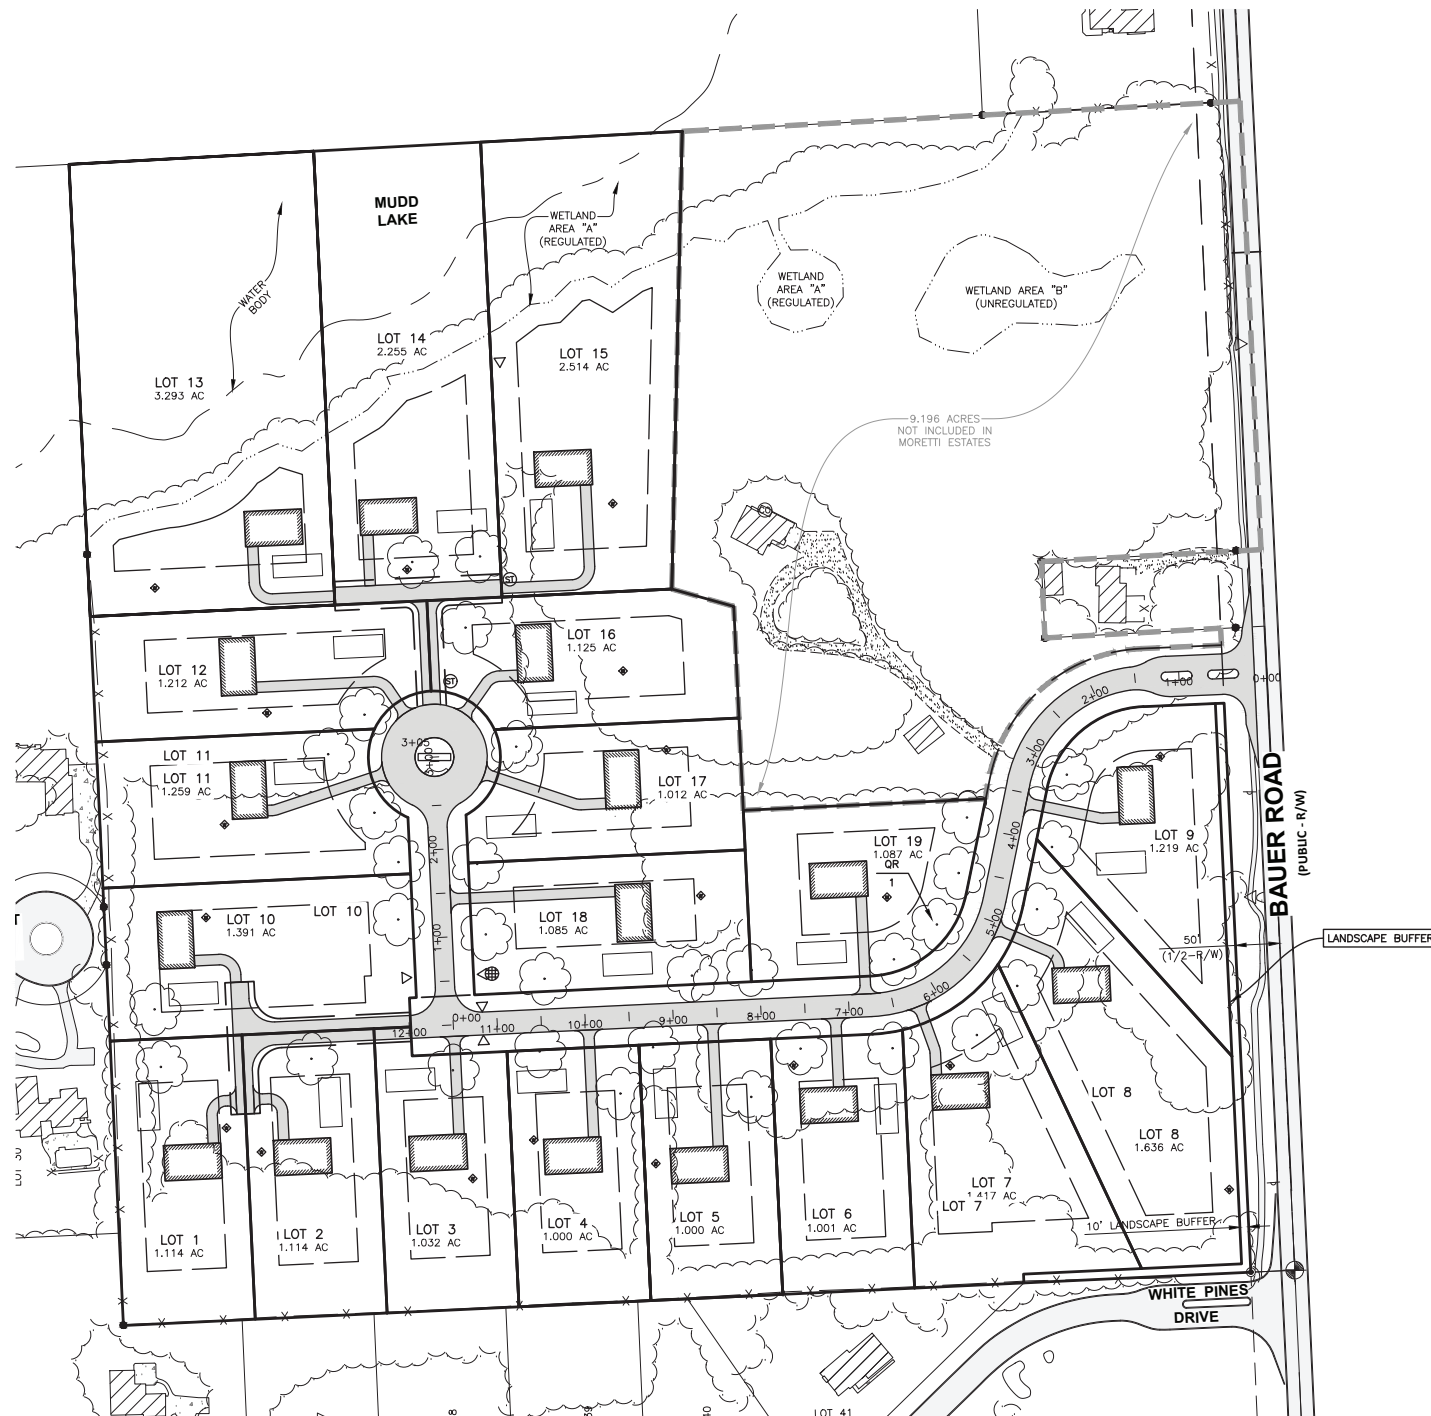 MUDD
LAKE
WETLAND
AREA "A"
(REGULATED)
WATER
BODY
WETLAND
AREA "A"
(REGULATED)
WETLAND AREA "B"
(UNREGULATED)
LOT 13
3.293 AC
LOT 14
2.255 AC
LOT 15
2.514 AC
9.196 ACRES
NOT INCLUDED IN
MORETTI ESTATES
CO
ST
LOT 12
1.212 AC
LOT 16
1.125 AC
ST
0+00
1+00
2+00
3+00
4+00
5+00
6+00
7+00
8+00
9+00
10+00
11+00
12+00
0+00
1+00
2+00
3+05
LOT 11
LOT 11
1.259 AC
LOT 17
1.012 AC
LOT 19
1.087 AC
QR
1
LOT 9
1.219 AC
BAUER ROAD
(PUBLIC - R/W)
LOT 10
1.391 AC
LOT 10
LOT 18
1.085 AC
50'
(1/2-R/W)
LANDSCAPE BUFFER
T
LOT 8
LOT 8
1.636 AC
LOT 7
1.417 AC
LOT 7
LOT 1
1.114 AC
LOT 2
1.114 AC
LOT 3
1.032 AC
LOT 4
1.000 AC
LOT 5
1.000 AC
LOT 6
1.001 AC
10' LANDSCAPE BUFFER
WHITE PINES
DRIVE
LOT 41